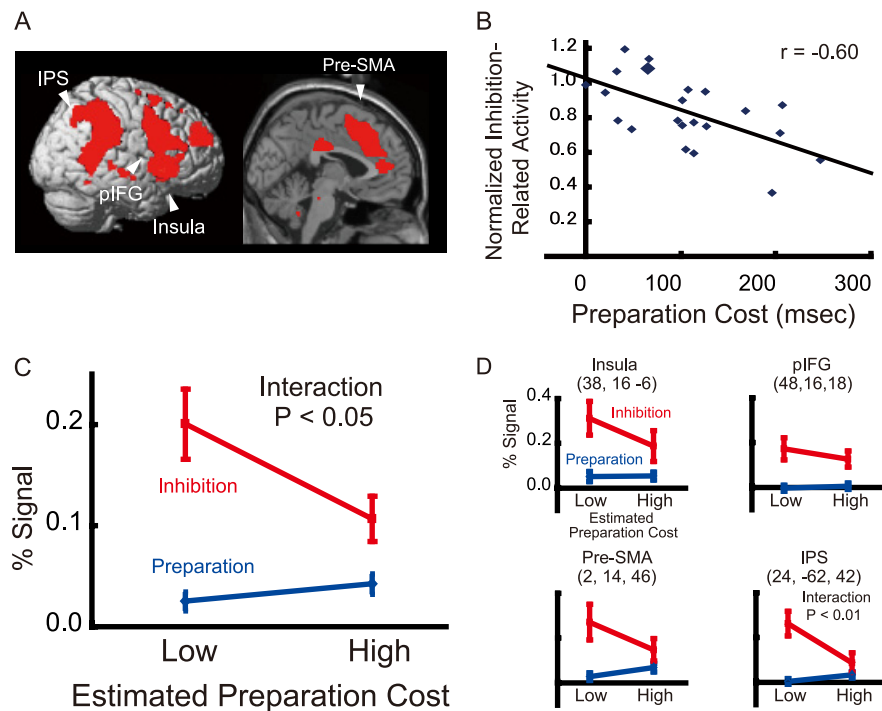 A
IPS
pIFG
Insula
Pre-SMA
B
Normalized Inhibition-
Related Activity
1.2
1.0
0.8
0.6
0.4
0.2
r = -0.60
0 100 200 300
Preparation Cost (msec)
C
% Signal
0.2
0.1
0.0
Interaction
P < 0.05
Inhibition
Preparation
Low High
Estimated Preparation Cost
D
Insula
(38, 16 -6)
% Signal
0.4
0.2
0.0
Inhibition
Preparation
Low High
Estimated
Preparation Cost
pIFG
(48,16,18)
Low High
Pre-SMA
(2, 14, 46)
Low High
IPS
(24, -62, 42)
Interaction
P < 0.01
Low High